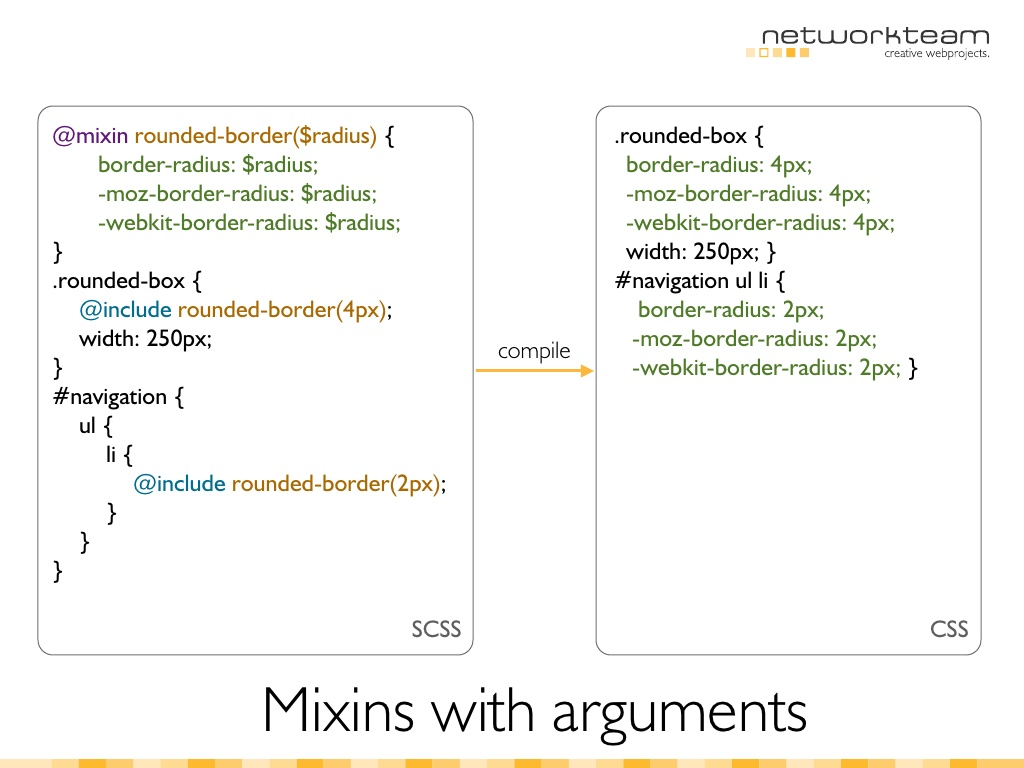 networkteam
creative webprojects.
@mixin rounded-border($radius) {
border-radius: $radius;
-moz-border-radius: $radius;
-webkit-border-radius: $radius;
}
.rounded-box {
@include rounded-border(4px);
width: 250px;
}
#navigation {
ul {
li {
@include rounded-border(2px);
}
}
}
SCSS
compile
.rounded-box {
border-radius: 4px;
-moz-border-radius: 4px;
-webkit-border-radius: 4px;
width: 250px; }
#navigation ul li {
border-radius: 2px;
-moz-border-radius: 2px;
-webkit-border-radius: 2px; }
CSS
Mixins with arguments